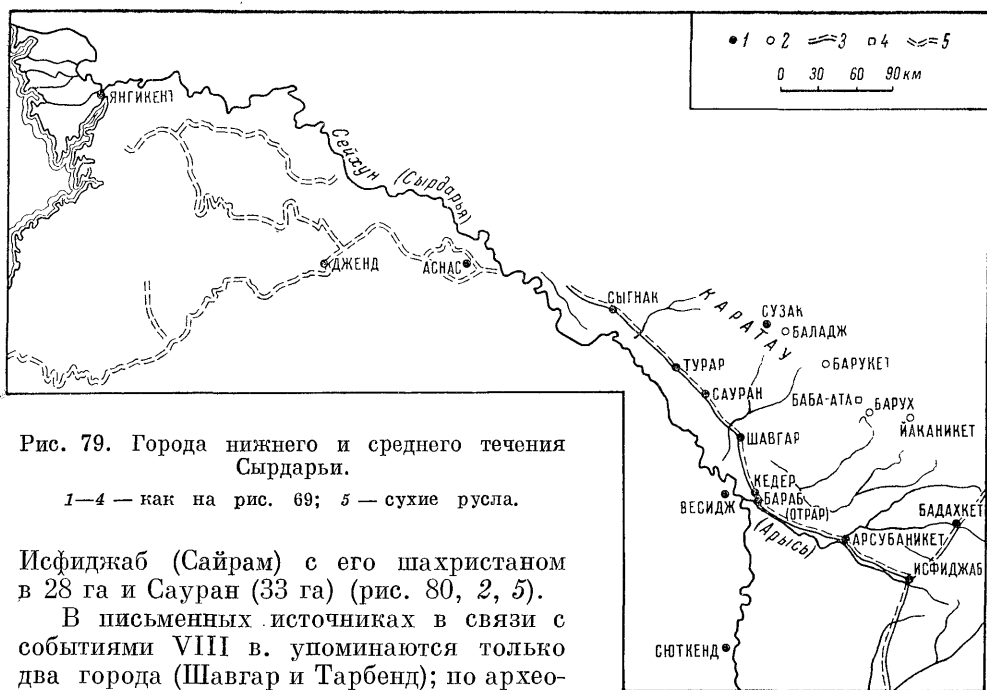 1 2 3 4 5
0 30 60 90 км
ЯНГИКЕНТ
Сейхун (Сырдарья)
ДЖЕНД
АСНАС
СЫГНАК
КАРАТАУ
СУЗАК
БАЛАДЖ
ТУРАР
БАРУКЕТ
САУРАН
БАБА-АТА
БАРУХ
ЙАКАНИКЕТ
ШАВГАР
КЕДЕР
ВЕСИДЖ
БАРАБ
(ОТРАР)
БАДАХКЕТ
(Арысь)
АРСУБАНИКЕТ
ИСФИДЖАБ
СЮТКЕНД
Рис. 79. Города нижнего и среднего течения
Сырдарьи.
1—4 — как на рис. 69; 5 — сухие русла.
Исфиджаб (Сайрам) с его шахристаном
в 28 га и Сауран (33 га) (рис. 80, 2, 5).
В письменных источниках в связи с
событиями VIII в. упоминаются только
два города (Шавгар и Тарбенд); по архео-